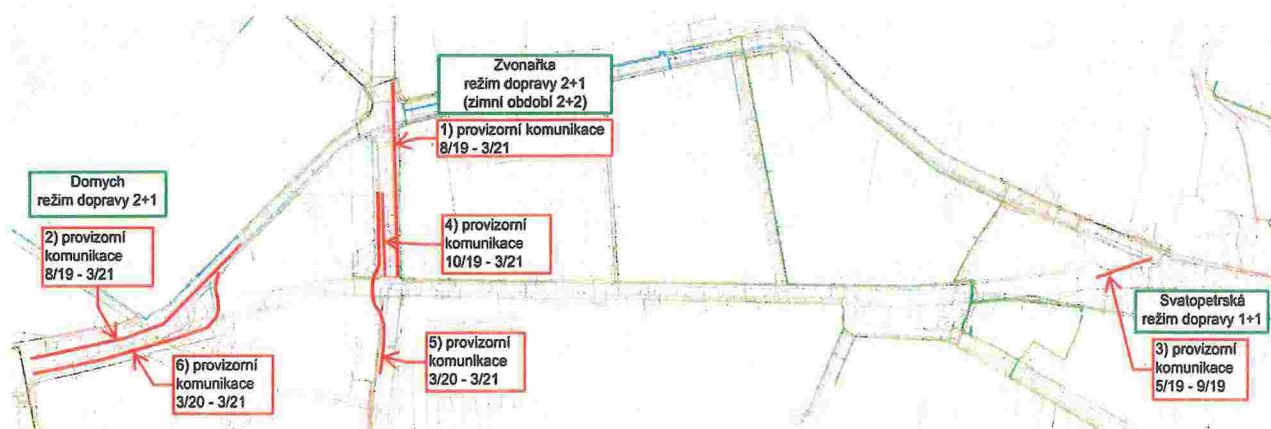 Zvonařka
režim dopravy 2+1
(zimní období 2+2)
1) provizorní komunikace
8/19 - 3/21
Dornych
režim dopravy 2+1
2) provizorní
komunikace
8/19 - 3/21
4) provizorní
komunikace
10/19 - 3/21
Svatopetrská
režim dopravy 1+1
3) provizorní
komunikace
5/19 - 9/19
5) provizorní
komunikace
3/20 - 3/21
6) provizorní
komunikace
3/20 - 3/21